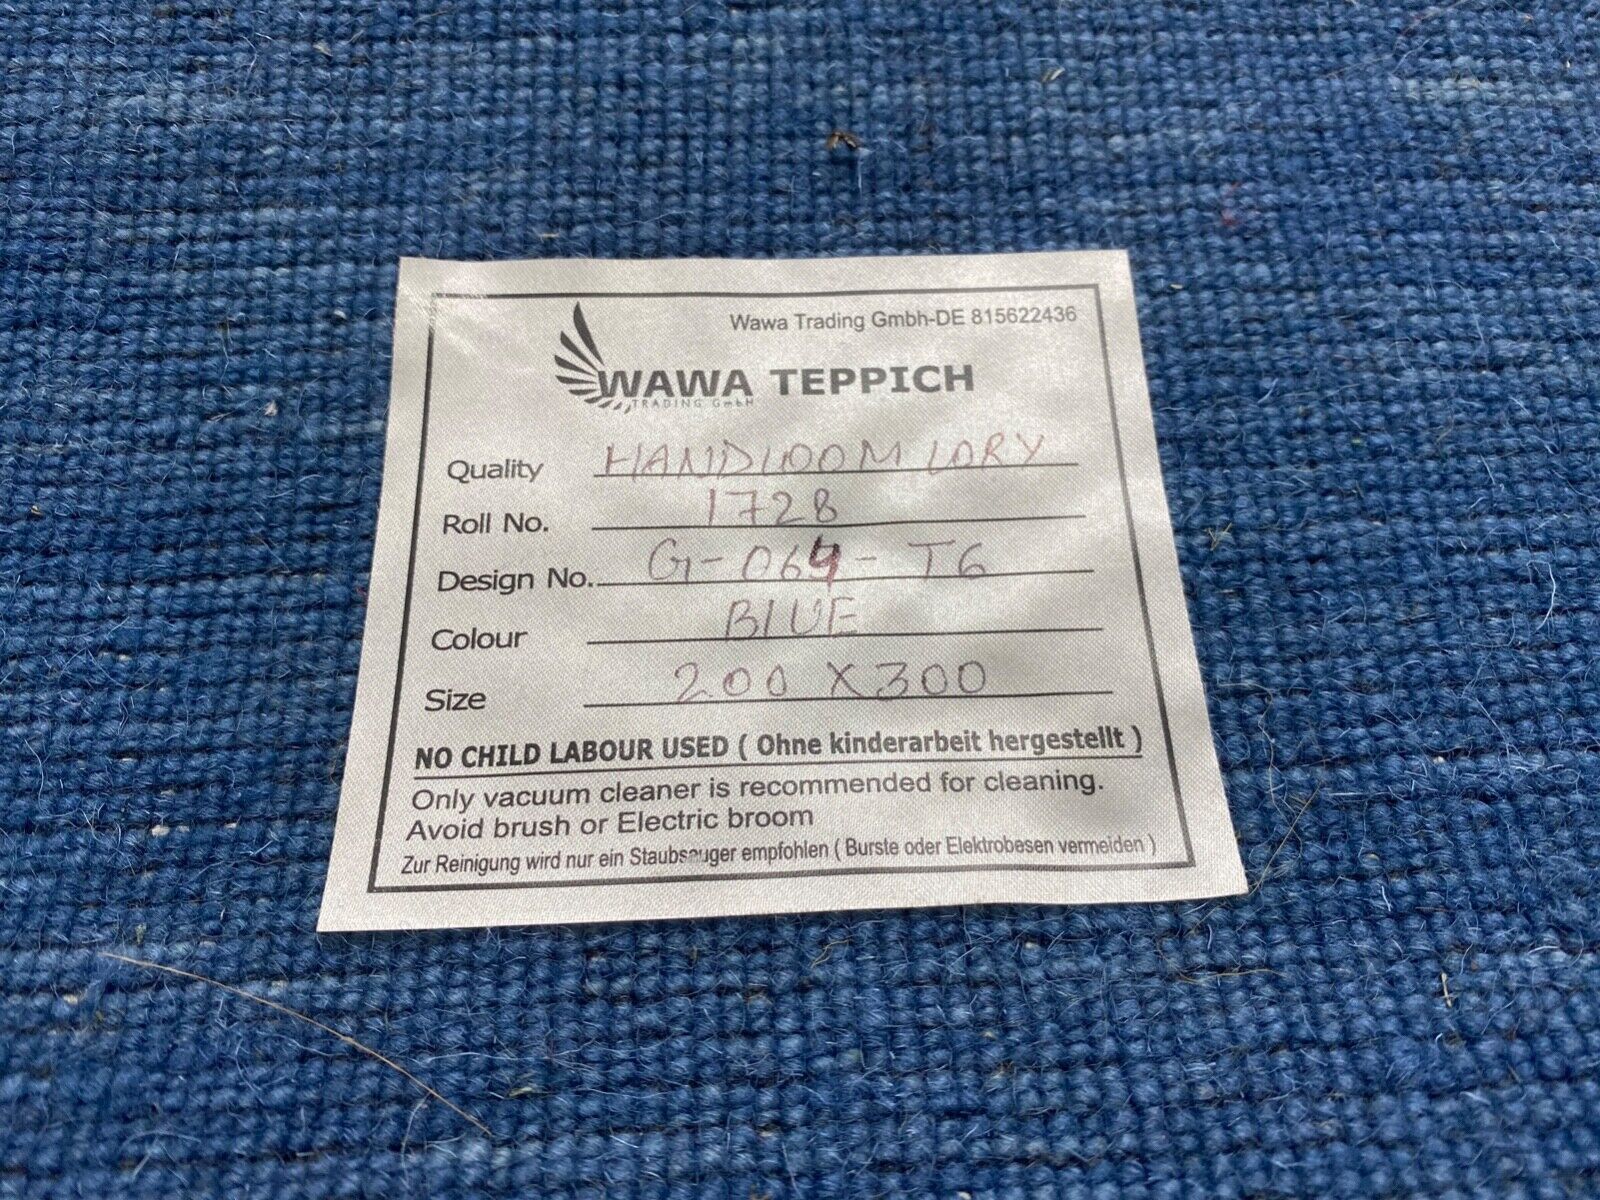 Wawa Trading Gmbh-DE 815622436
WAWA TEPPICH
TRADING GmbH
Quality HANDLOOM LORY
Roll No. 1728
Design No. G-064-T6
Colour BLUE
Size 200 X 300
NO CHILD LABOUR USED ( Ohne kinderarbeit hergestellt )
Only vacuum cleaner is recommended for cleaning.
Avoid brush or Electric broom
Zur Reinigung wird nur ein Staubsauger empfohlen ( Burste oder Elektrobesen vermeiden )